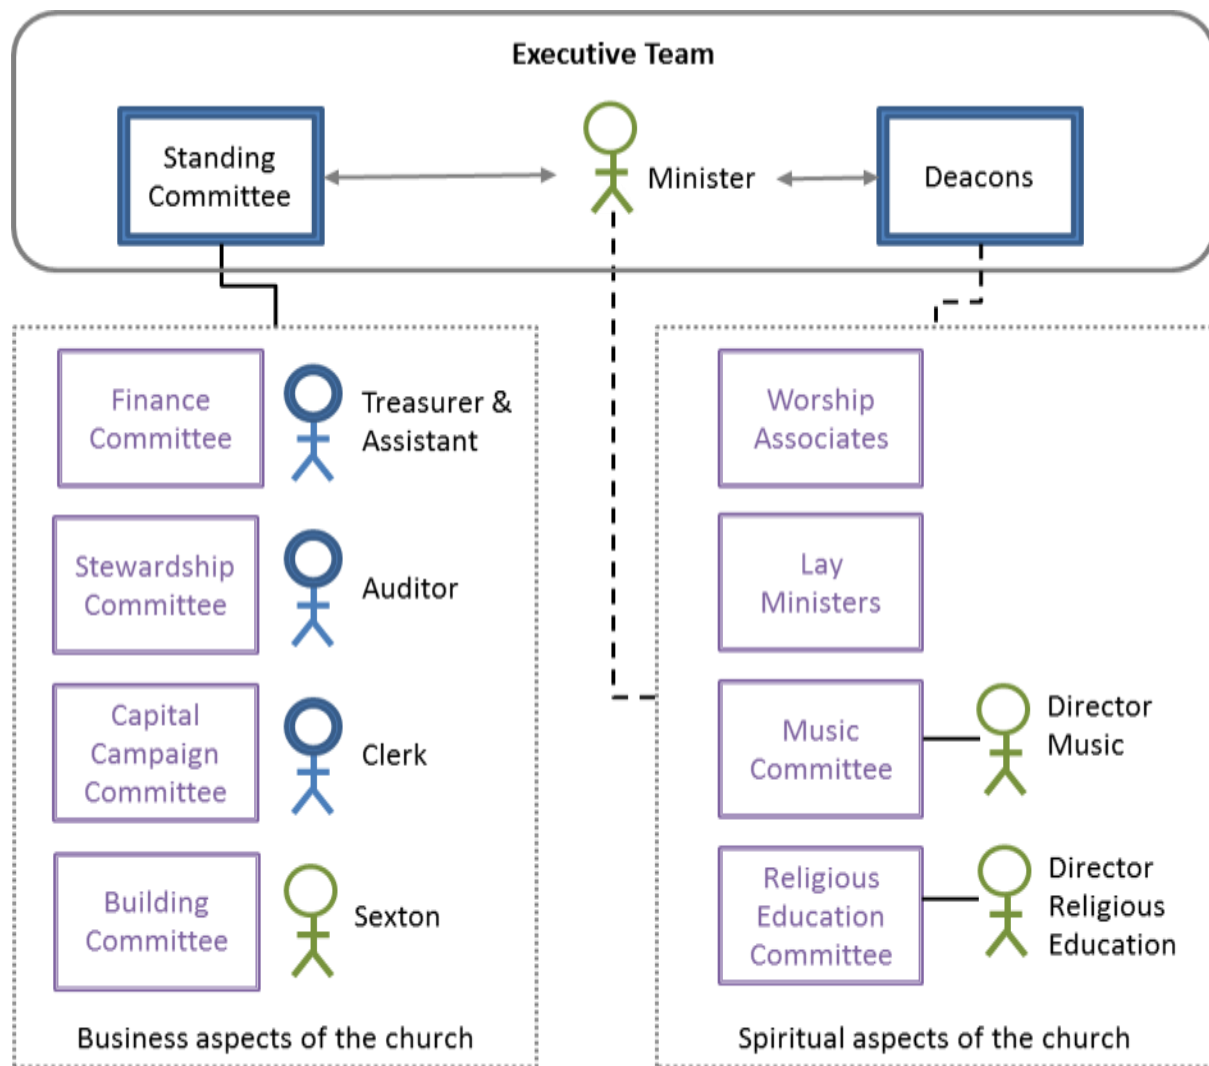 Executive Team
Standing
Committee
Minister
Deacons
Finance
Committee
Treasurer &
Assistant
Stewardship
Committee
Auditor
Capital
Campaign
Committee
Clerk
Building
Committee
Sexton
Business aspects of the church
Worship
Associates
Lay
Ministers
Music
Committee
Director
Music
Religious
Education
Committee
Director
Religious
Education
Spiritual aspects of the church